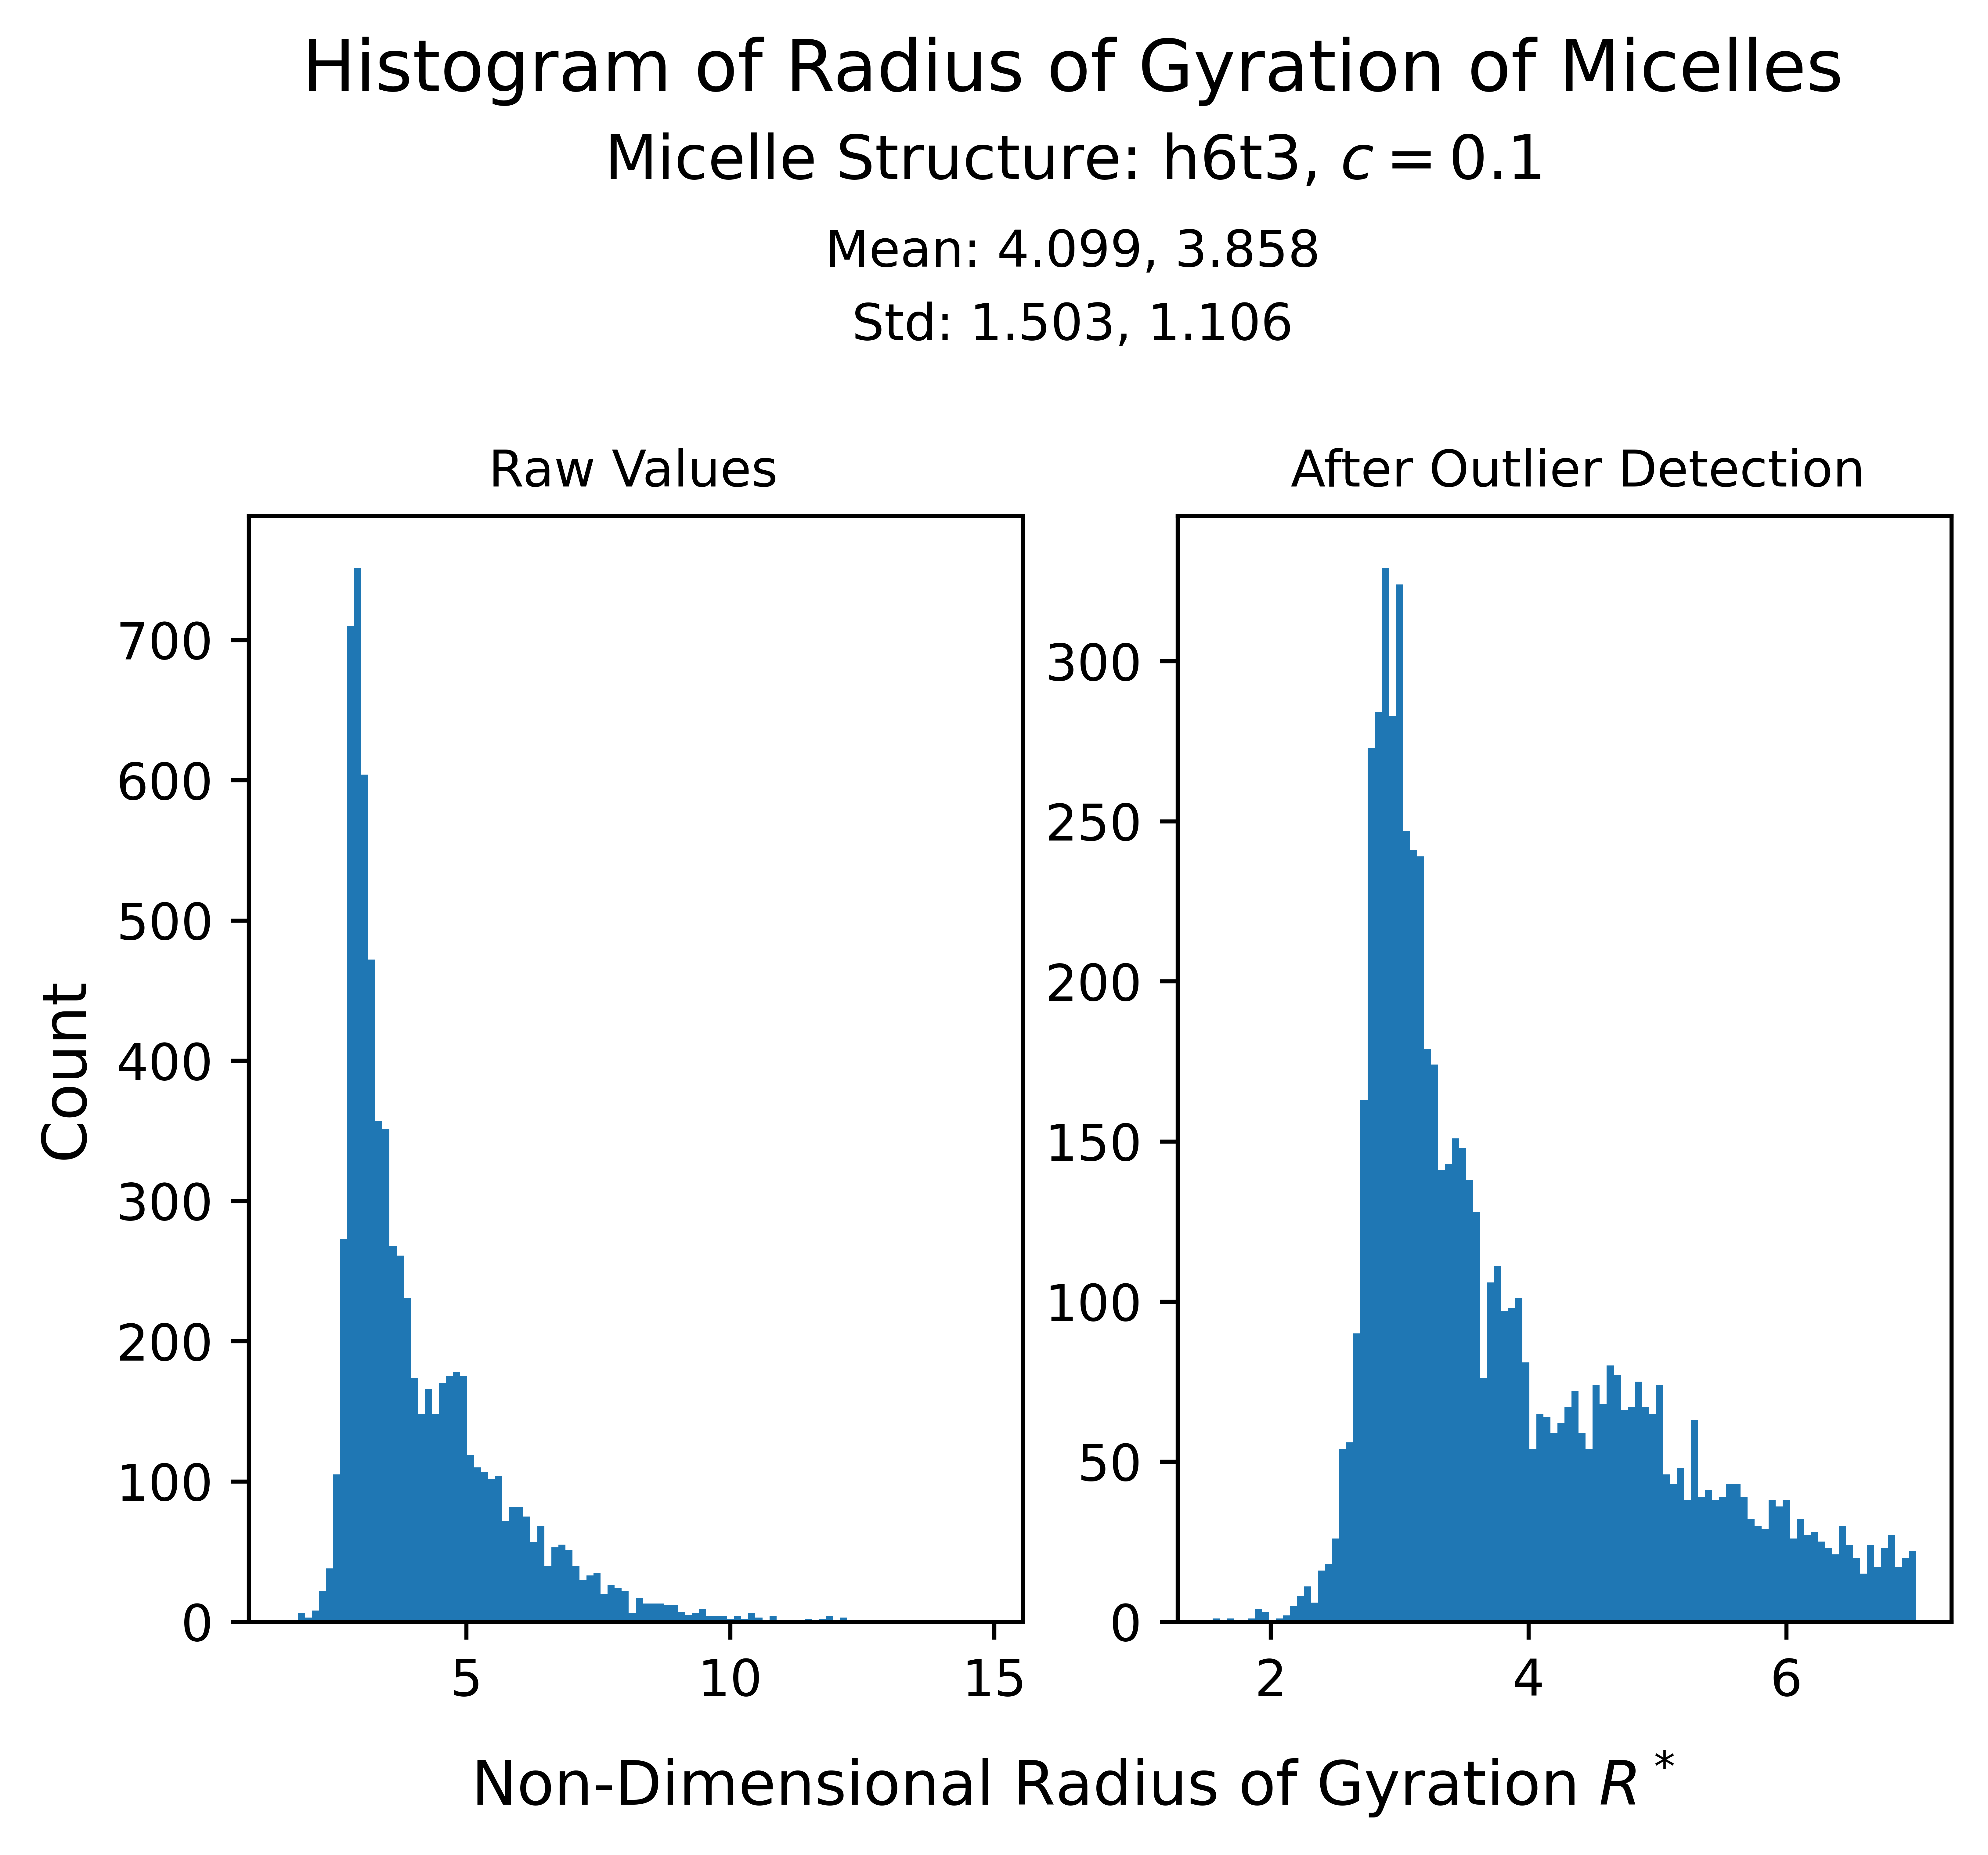 Histogram of Radius of Gyration of Micelles
Micelle Structure: h6t3, c = 0.1
Mean: 4.099, 3.858
Std: 1.503, 1.106
Raw Values
700
600
500
400
300
200
100
0
5
10
15
Count
After Outlier Detection
300
250
200
150
100
50
0
2
4
6
Non-Dimensional Radius of Gyration R*